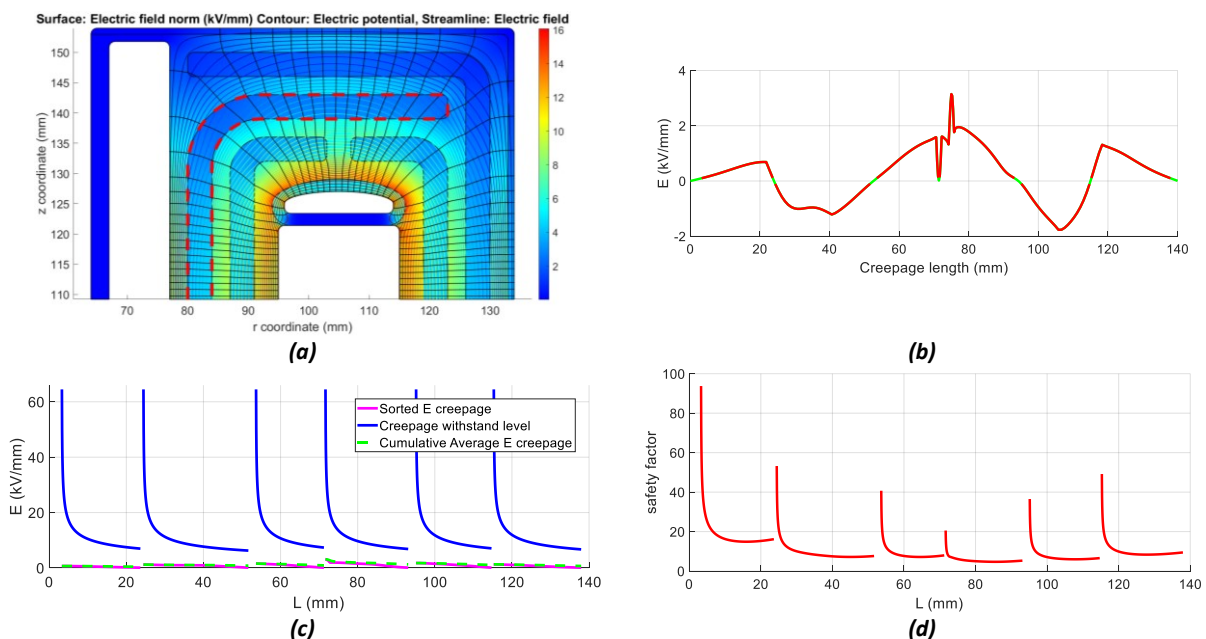 Surface: Electric field norm (kV/mm) Contour: Electric potential, Streamline: Electric field
150
145
140
135
130
125
120
115
110
z coordinate (mm)
70 80 90 100 110 120 130
r coordinate (mm)
16
14
12
10
8
6
4
2
(a)
4
2
0
-2
E (kV/mm)
0 20 40 60 80 100 120 140
Creepage length (mm)
(b)
60
40
20
0
E (kV/mm)
Sorted E creepage
Creepage withstand level
Cumulative Average E creepage
0 20 40 60 80 100 120 140
L (mm)
(c)
100
80
60
40
20
0
safety factor
0 20 40 60 80 100 120 140
L (mm)
(d)